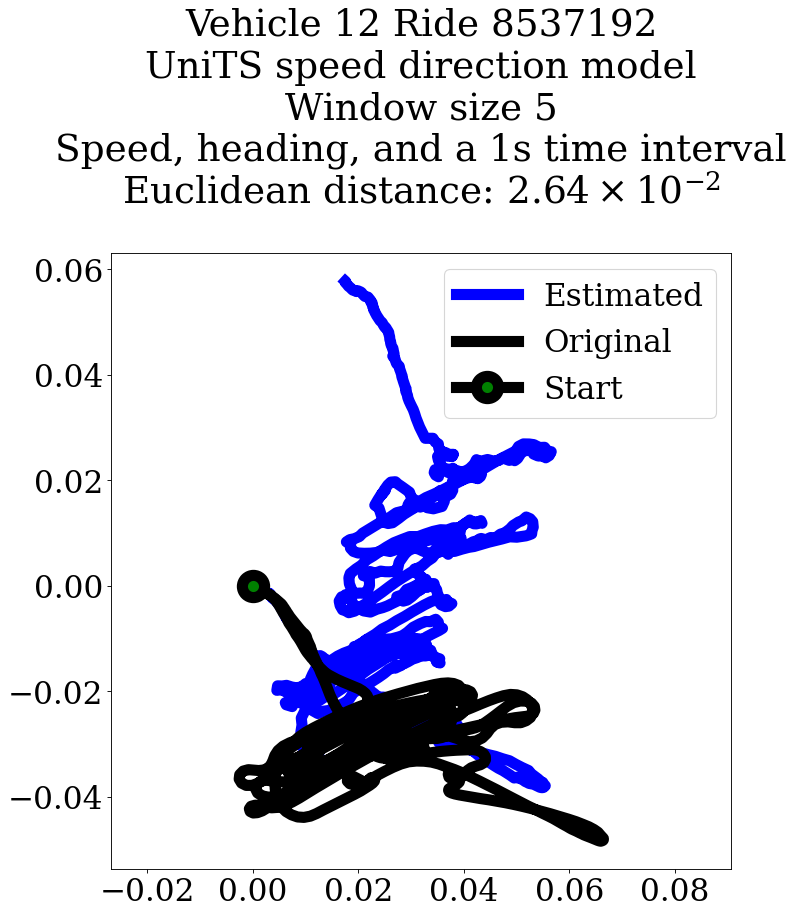 Vehicle 12 Ride 8537192
UniTS speed direction model
Window size 5
Speed, heading, and a 1s time interval
Euclidean distance: 2.64 × 10⁻²
0.06
0.04
0.02
0.00
−0.02
−0.04
Estimated
Original
Start
−0.02 0.00 0.02 0.04 0.06 0.08